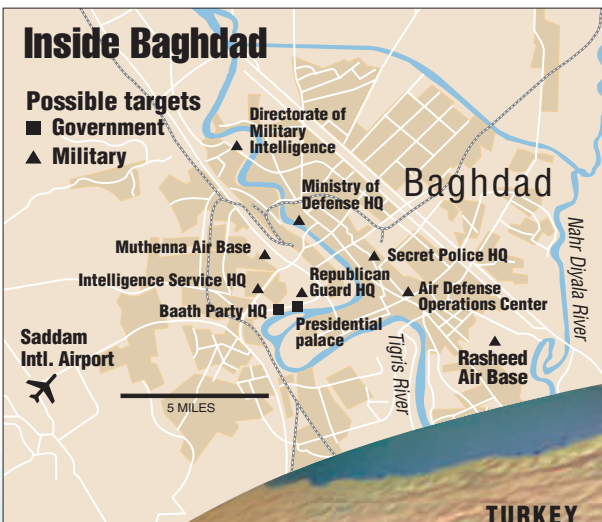 Inside Baghdad
Possible targets
Government
Military
Directorate of
Military
Intelligence
Ministry of
Defense HQ
Baghdad
Muthenna Air Base
Secret Police HQ
Intelligence Service HQ
Republican
Guard HQ
Air Defense
Operations Center
Baath Party HQ
Presidential
palace
Saddam
Intl. Airport
Tigris River
Nahr Diyala River
Rasheed
Air Base
5 MILES
TURKEY